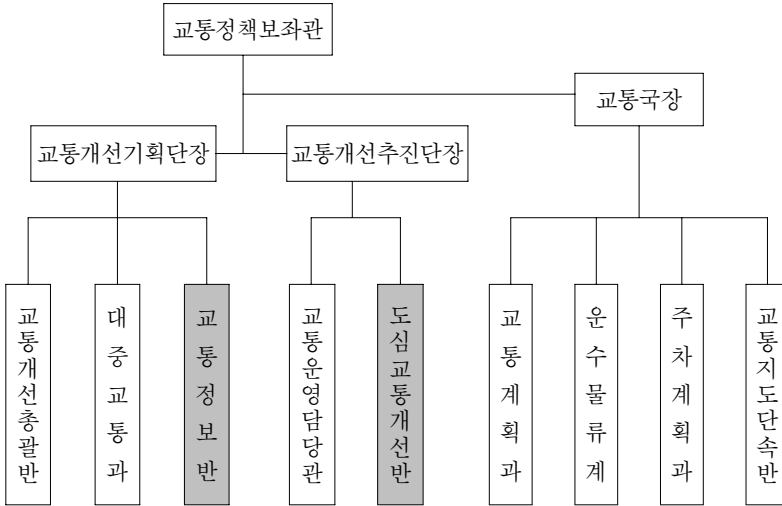 교통정책보좌관
교통국장
교통개선기획단장
교통개선추진단장
교통개선총괄반
대중교통과
교통정보반
교통운영담당관
도심교통개선반
교통계획과
운수물류계
주차계획과
교통지도단속반